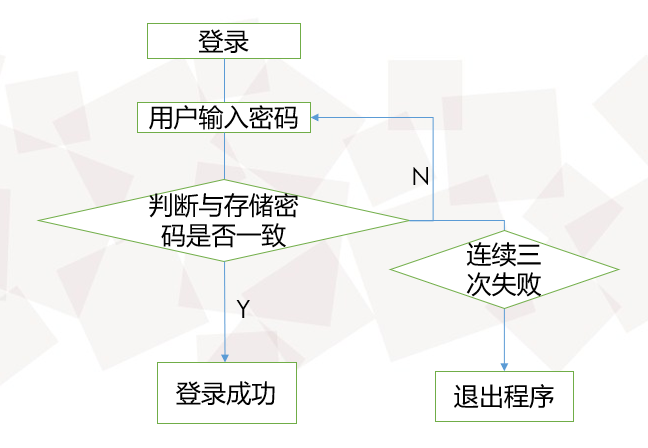 登录
用户输入密码
N
判断与存储密
码是否一致
连续三
次失败
Y
登录成功
退出程序